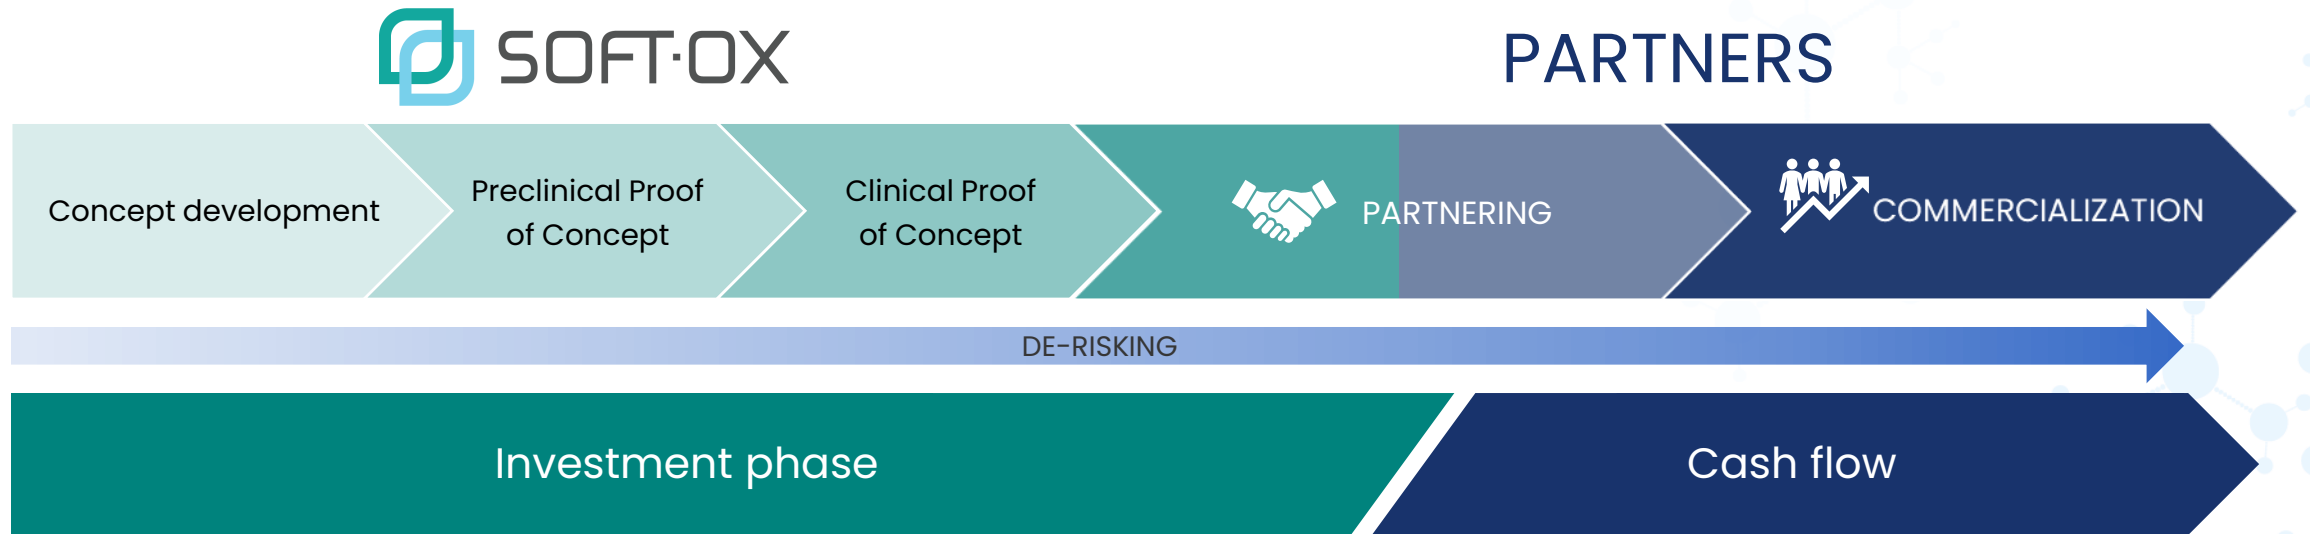 SOFT·OX
PARTNERS
Concept development
Preclinical Proof
of Concept
Clinical Proof
of Concept
PARTNERING
COMMERCIALIZATION
DE-RISKING
Investment phase
Cash flow